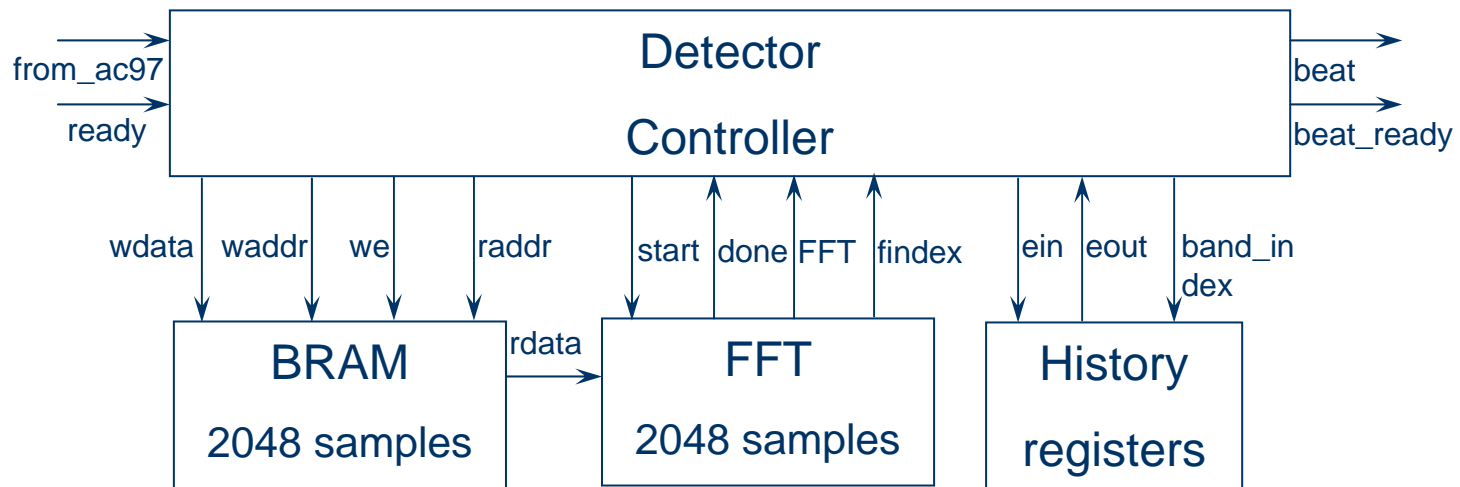 Detector
Controller
from_ac97
ready
beat
beat_ready
wdata
waddr
we
raddr
start
done
FFT
findex
ein
eout
band_in
dex
BRAM
2048 samples
rdata
FFT
2048 samples
History
registers